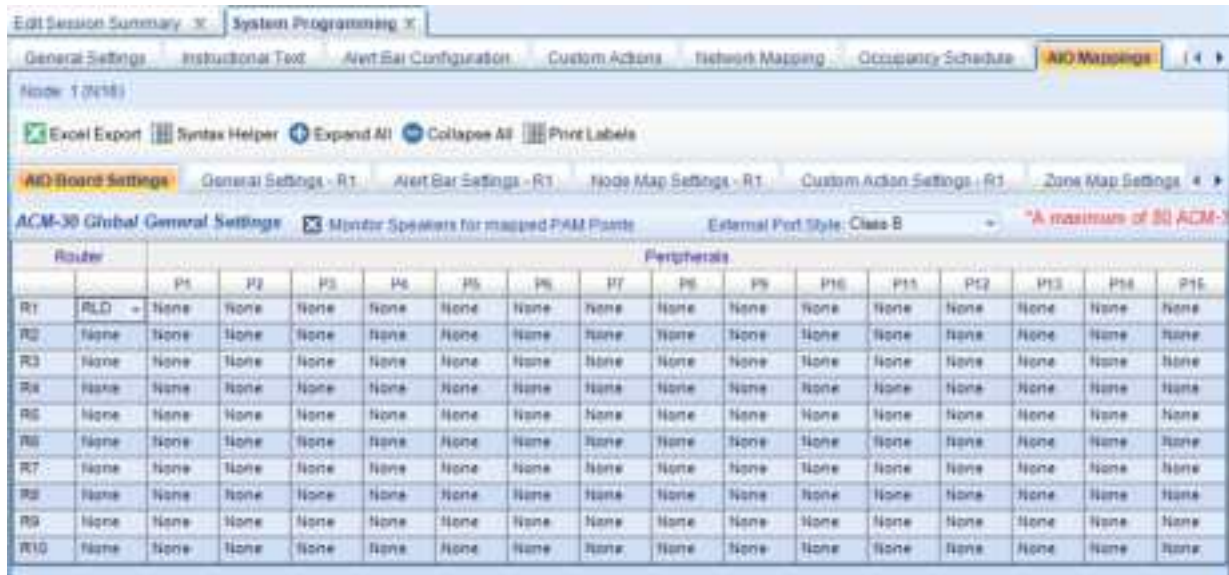 Edit Session Summary X System Programming X
General Settings Instructional Text Alert Bar Configuration Custom Actions Network Mapping Occupancy Schedule AIO Mappings
Node: 1 (N16)
Excel Export Syntax Helper Expand All Collapse All Print Labels
AIO Board Settings General Settings - R1 Alert Bar Settings - R1 Node Map Settings - R1 Custom Action Settings - R1 Zone Map Settings
ACM-30 Global General Settings Monitor Speakers for mapped PAM Points External Port Style: Class B *A maximum of 80 ACM-
Router Peripherals
P1 P2 P3 P4 P5 P6 P7 P8 P9 P10 P11 P12 P13 P14 P15
R1 RLD None None None None None None None None None None None None None None None
R2 None None None None None None None None None None None None None None None None
R3 None None None None None None None None None None None None None None None None
R4 None None None None None None None None None None None None None None None None
R5 None None None None None None None None None None None None None None None None
R6 None None None None None None None None None None None None None None None None
R7 None None None None None None None None None None None None None None None None
R8 None None None None None None None None None None None None None None None None
R9 None None None None None None None None None None None None None None None None
R10 None None None None None None None None None None None None None None None None